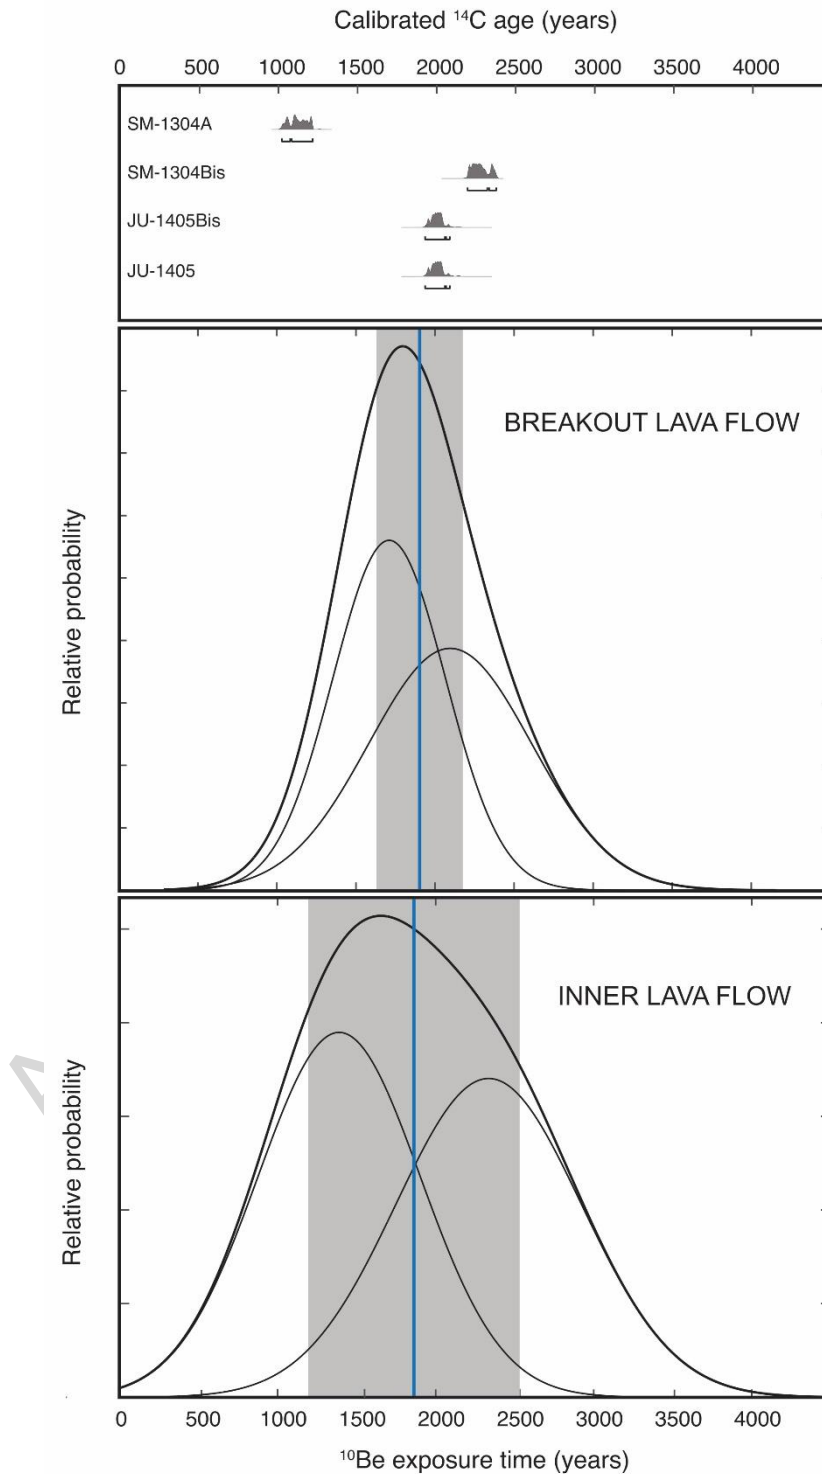 Calibrated ¹⁴C age (years)
0 500 1000 1500 2000 2500 3000 3500 4000
SM-1304A
SM-1304Bis
JU-1405Bis
JU-1405
BREAKOUT LAVA FLOW
Relative probability
INNER LAVA FLOW
Relative probability
A
0 500 1000 1500 2000 2500 3000 3500 4000
¹⁰Be exposure time (years)